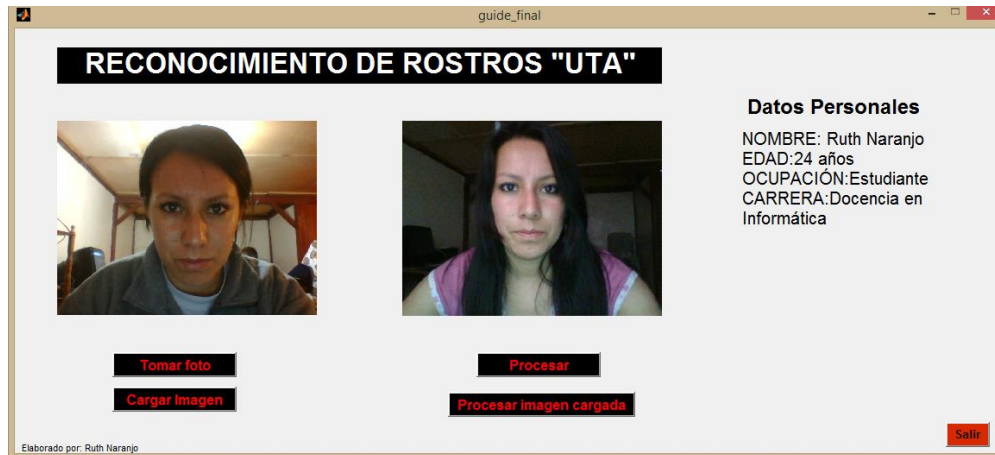 guide_final
RECONOCIMIENTO DE ROSTROS "UTA"
Datos Personales
NOMBRE: Ruth Naranjo
EDAD:24 años
OCUPACIÓN:Estudiante
CARRERA:Docencia en
Informática
Tomar foto
Procesar
Cargar Imagen
Procesar imagen cargada
Salir
Elaborado por: Ruth Naranjo